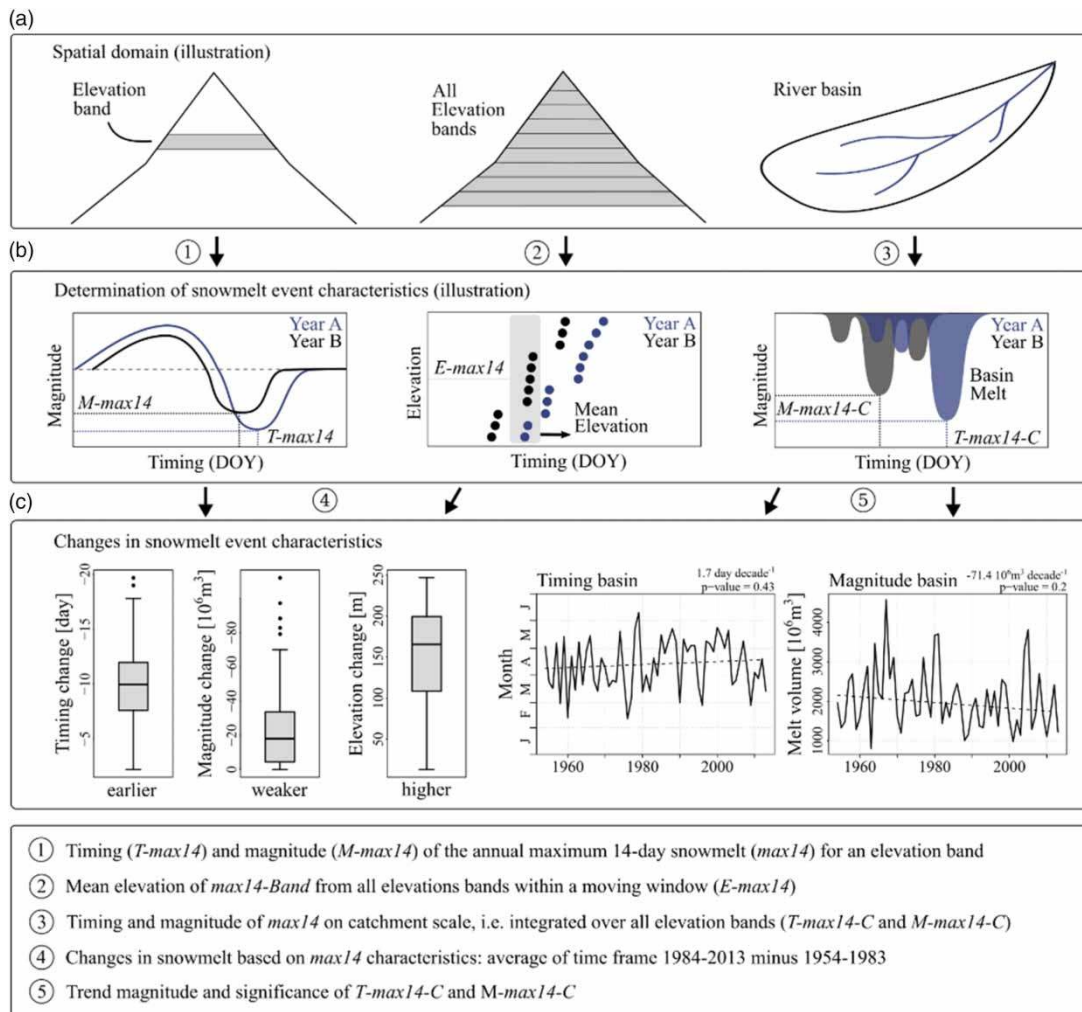 (a)
Spatial domain (illustration)
Elevation
band
All
Elevation
bands
River basin
(b)
① ② ③
Determination of snowmelt event characteristics (illustration)
Magnitude
M-max14
Year A
Year B
T-max14
Timing (DOY)
Elevation
E-max14
Year A
Year B
Mean
Elevation
Timing (DOY)
Magnitude
M-max14-C
Year A
Year B
Basin
Melt
T-max14-C
Timing (DOY)
(c)
④ ⑤
Changes in snowmelt event characteristics
Timing change [day]
-20
-15
-10
-5
earlier
Magnitude change [10⁶m³]
-80
-60
-40
-20
0
weaker
Elevation change [m]
250
200
150
100
50
higher
Timing basin
1.7 day decade⁻¹
p-value = 0.43
Month
J
M
A
M
F
J
1960 1980 2000
Magnitude basin
-71.4 10⁶m³ decade⁻¹
p-value = 0.2
Melt volume [10⁶m³]
4000
3000
2000
1000
1960 1980 2000
① Timing (T-max14) and magnitude (M-max14) of the annual maximum 14-day snowmelt (max14) for an elevation band
② Mean elevation of max14-Band from all elevations bands within a moving window (E-max14)
③ Timing and magnitude of max14 on catchment scale, i.e. integrated over all elevation bands (T-max14-C and M-max14-C)
④ Changes in snowmelt based on max14 characteristics: average of time frame 1984-2013 minus 1954-1983
⑤ Trend magnitude and significance of T-max14-C and M-max14-C